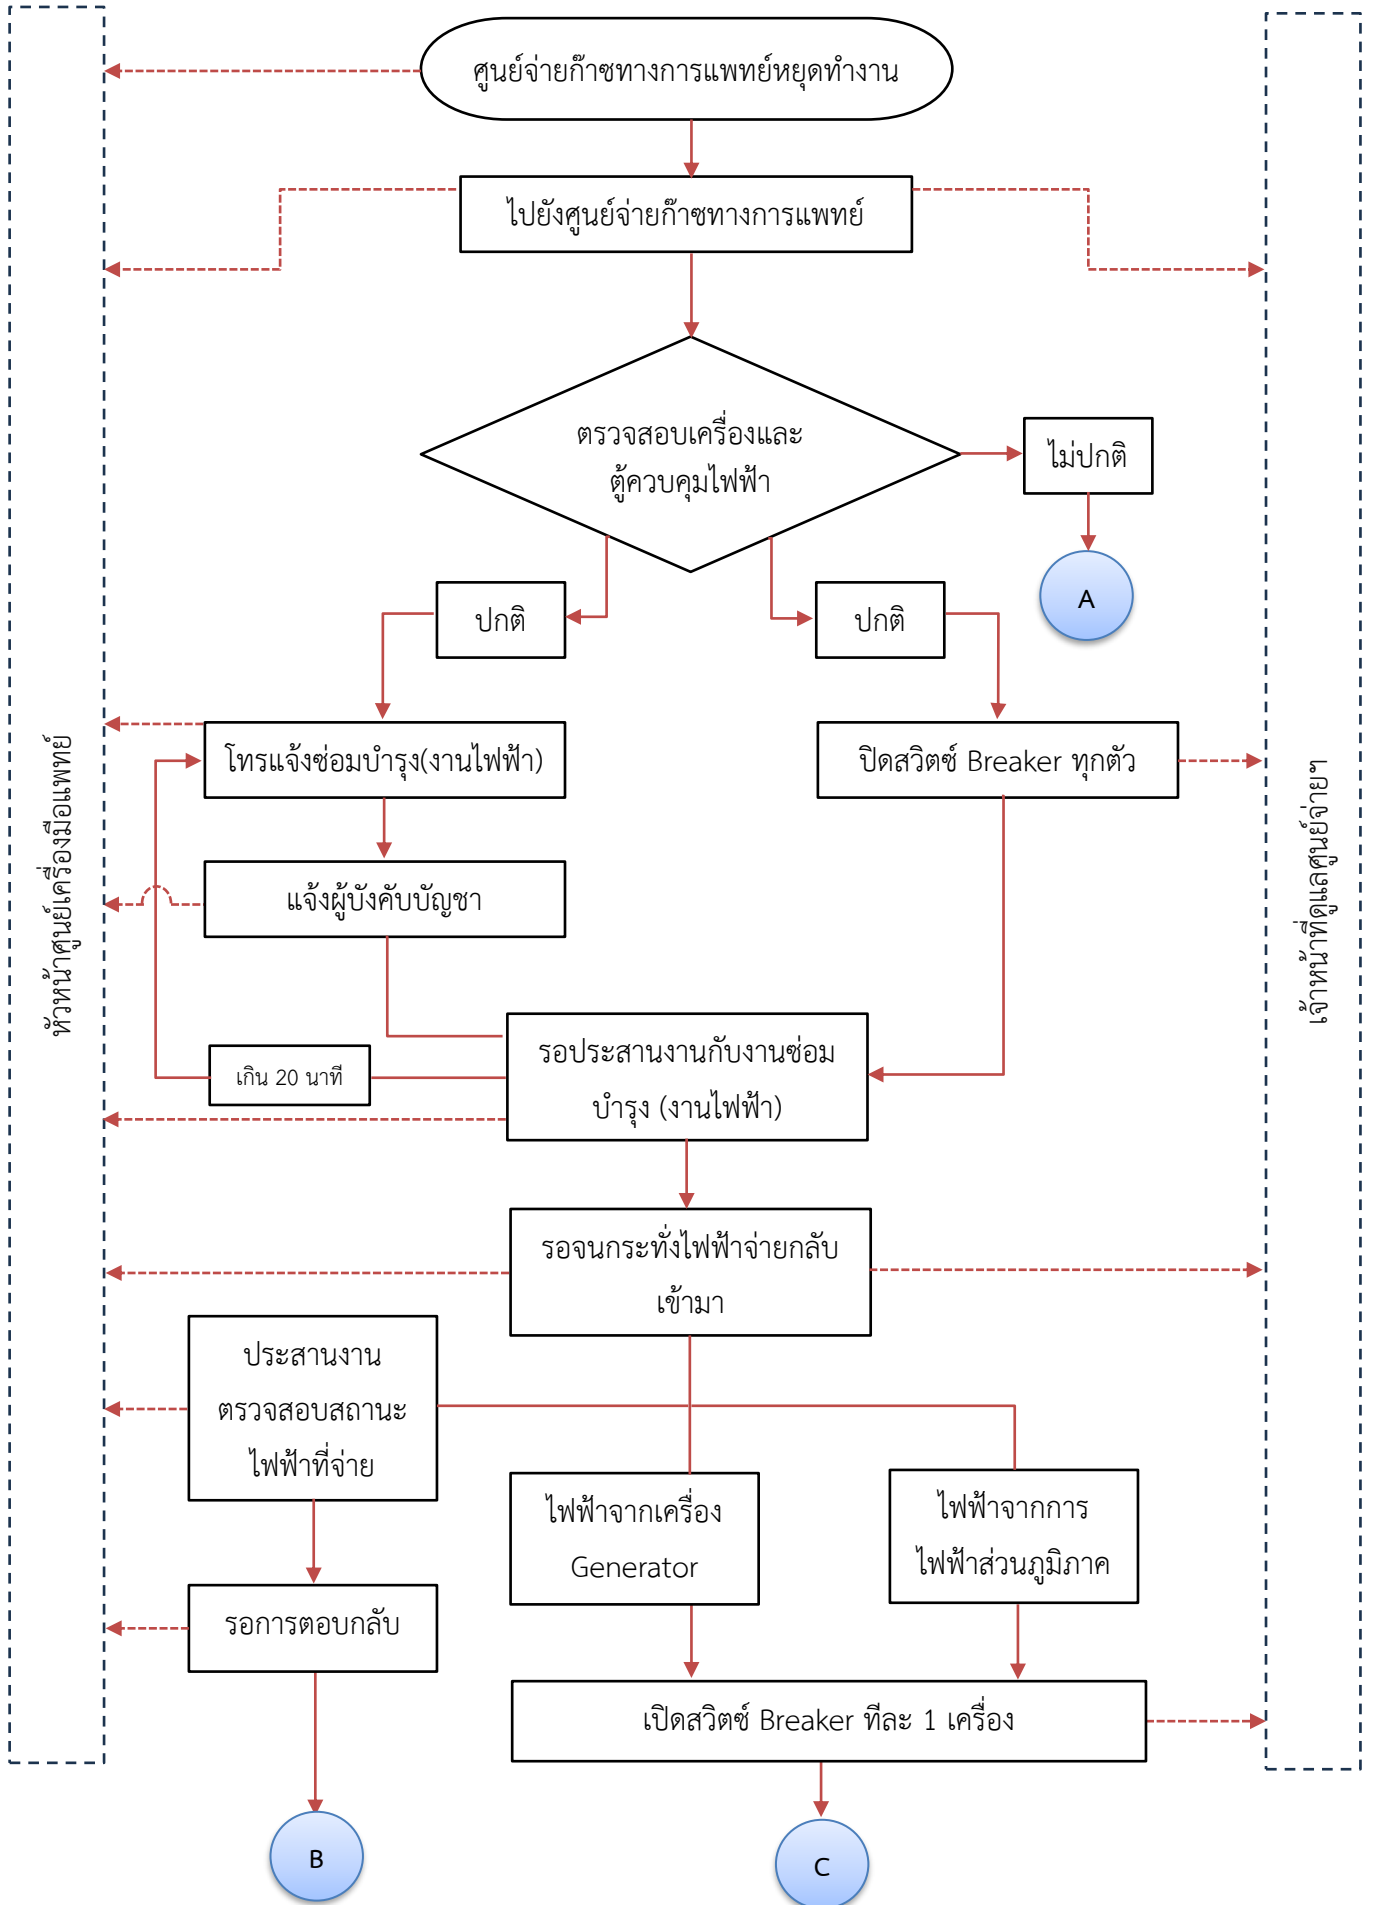 ศูนย์จ่ายก๊าซทางการแพทย์หยุดทำงาน
ไปยังศูนย์จ่ายก๊าซทางการแพทย์
ตรวจสอบเครื่องและ
ตู้ควบคุมไฟฟ้า
ไม่ปกติ
A
ปกติ
ปกติ
โทรแจ้งซ่อมบำรุง(งานไฟฟ้า)
ปิดสวิตซ์ Breaker ทุกตัว
แจ้งผู้บังคับบัญชา
หัวหน้าศูนย์เครื่องมือแพทย์
เจ้าหน้าที่ดูแลศูนย์จ่ายฯ
รอประสานงานกับงานซ่อม
บำรุง (งานไฟฟ้า)
เกิน 20 นาที
รอจนกระทั่งไฟฟ้าจ่ายกลับ
เข้ามา
ประสานงาน
ตรวจสอบสถานะ
ไฟฟ้าที่จ่าย
ไฟฟ้าจากเครื่อง
Generator
ไฟฟ้าจากการ
ไฟฟ้าส่วนภูมิภาค
รอการตอบกลับ
เปิดสวิตซ์ Breaker ทีละ 1 เครื่อง
B
C